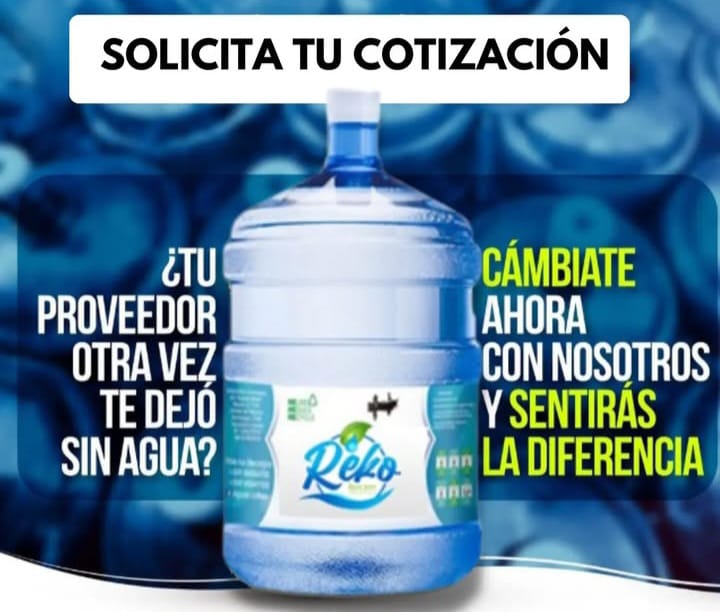 SOLICITA TU COTIZACIÓN
¿TU
PROVEEDOR
OTRA VEZ
TE DEJÓ
SIN AGUA?
CÁMBIATE
AHORA
CON NOSOTROS
Y SENTIRÁS
LA DIFERENCIA
Reko